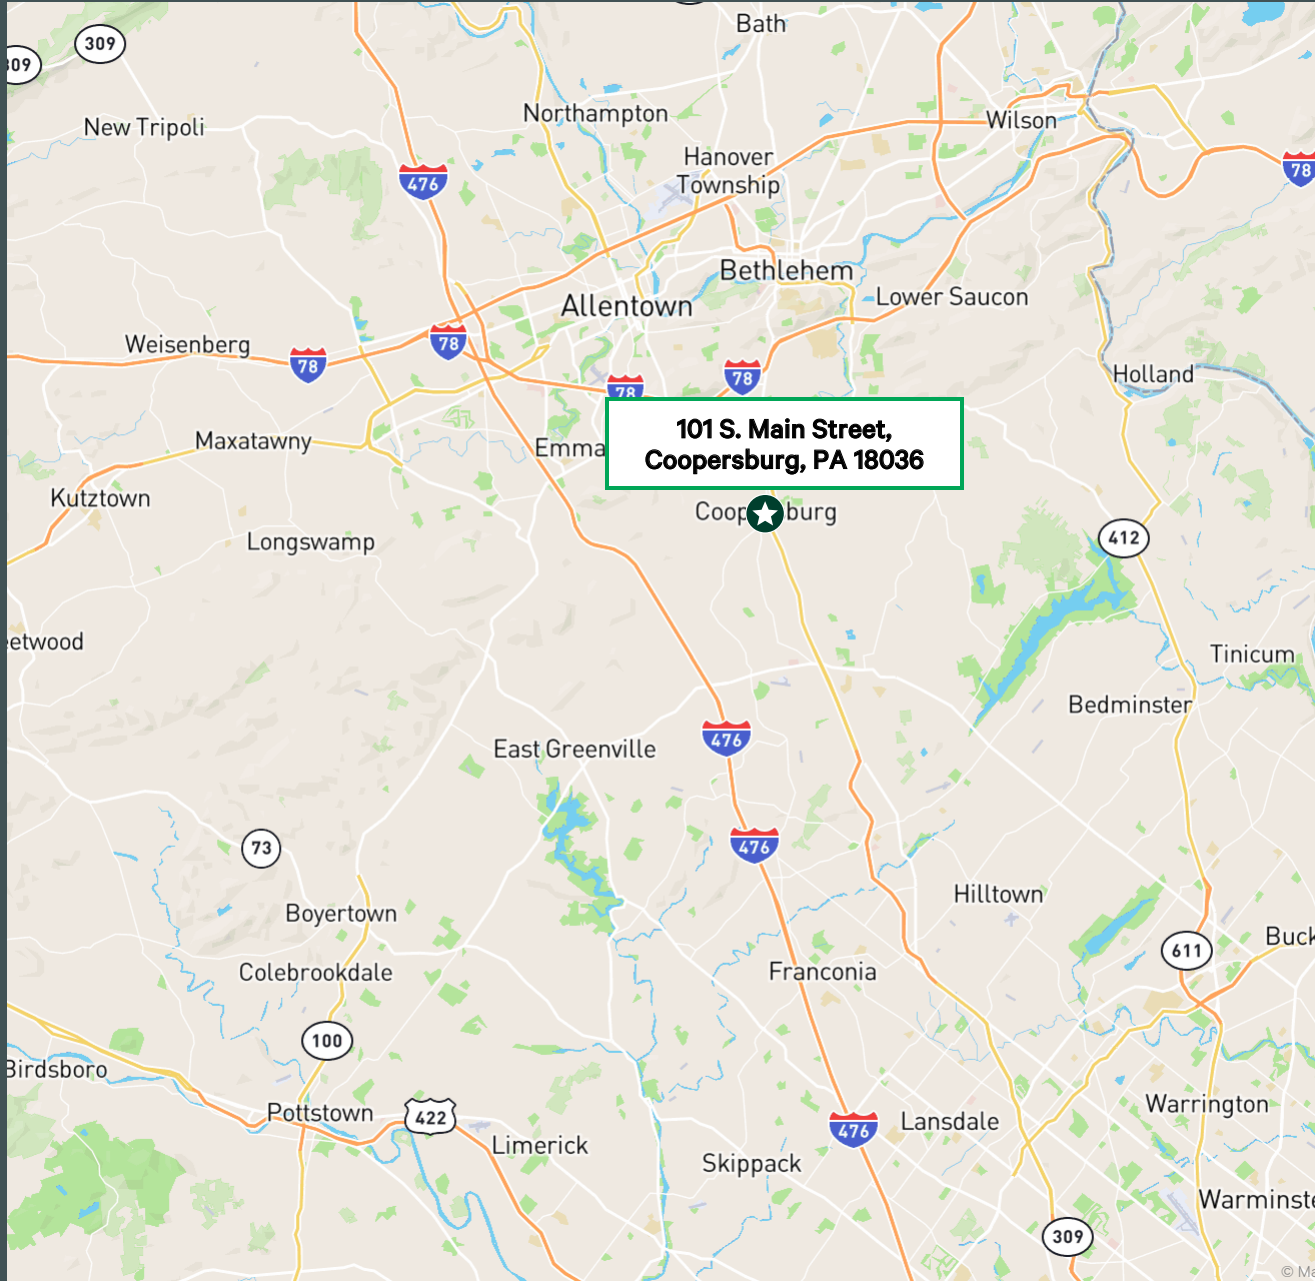 Bath
309
309
Northampton
New Tripoli
Wilson
Hanover
Township
78
476
Bethlehem
Lower Saucon
Allentown
Weisenberg
78
78
78
78
Holland
101 S. Main Street,
Coopersburg, PA 18036
Maxatawny
Emma
Kutztown
Coop burg
412
Longswamp
eetwood
Tinicum
Bedminster
476
East Greenville
476
73
Hilltown
Boyertown
Buck
611
Franconia
Colebrookdale
100
Birdsboro
Warrington
Pottstown
422
Lansdale
476
Limerick
Skippack
Warminste
309
© Ma